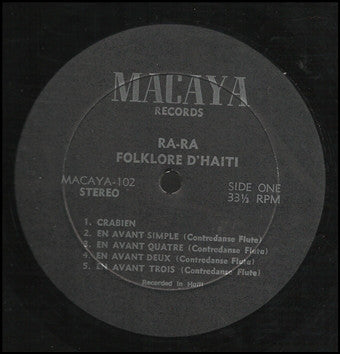 MACAYA
RECORDS
RA-RA
FOLKLORE D'HAITI
MACAYA-102
STEREO
SIDE ONE
33⅓ RPM
1. CRABIEN
2. EN AVANT SIMPLE (Contredanse Flute)
3. EN AVANT QUATRE (Contredanse Flute)
4. EN AVANT DEUX (Contredanse Flute)
5. EN AVANT TROIS (Contredanse Flute)
Recorded In Haiti